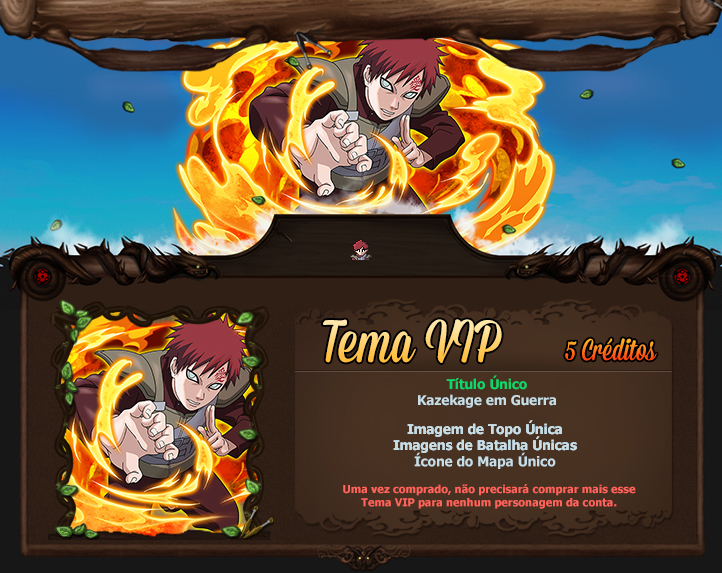 Tema VIP
5 Créditos
Título Único
Kazekage em Guerra
Imagem de Topo Única
Imagens de Batalha Únicas
Ícone do Mapa Único
Uma vez comprado, não precisará comprar mais esse
Tema VIP para nenhum personagem da conta.